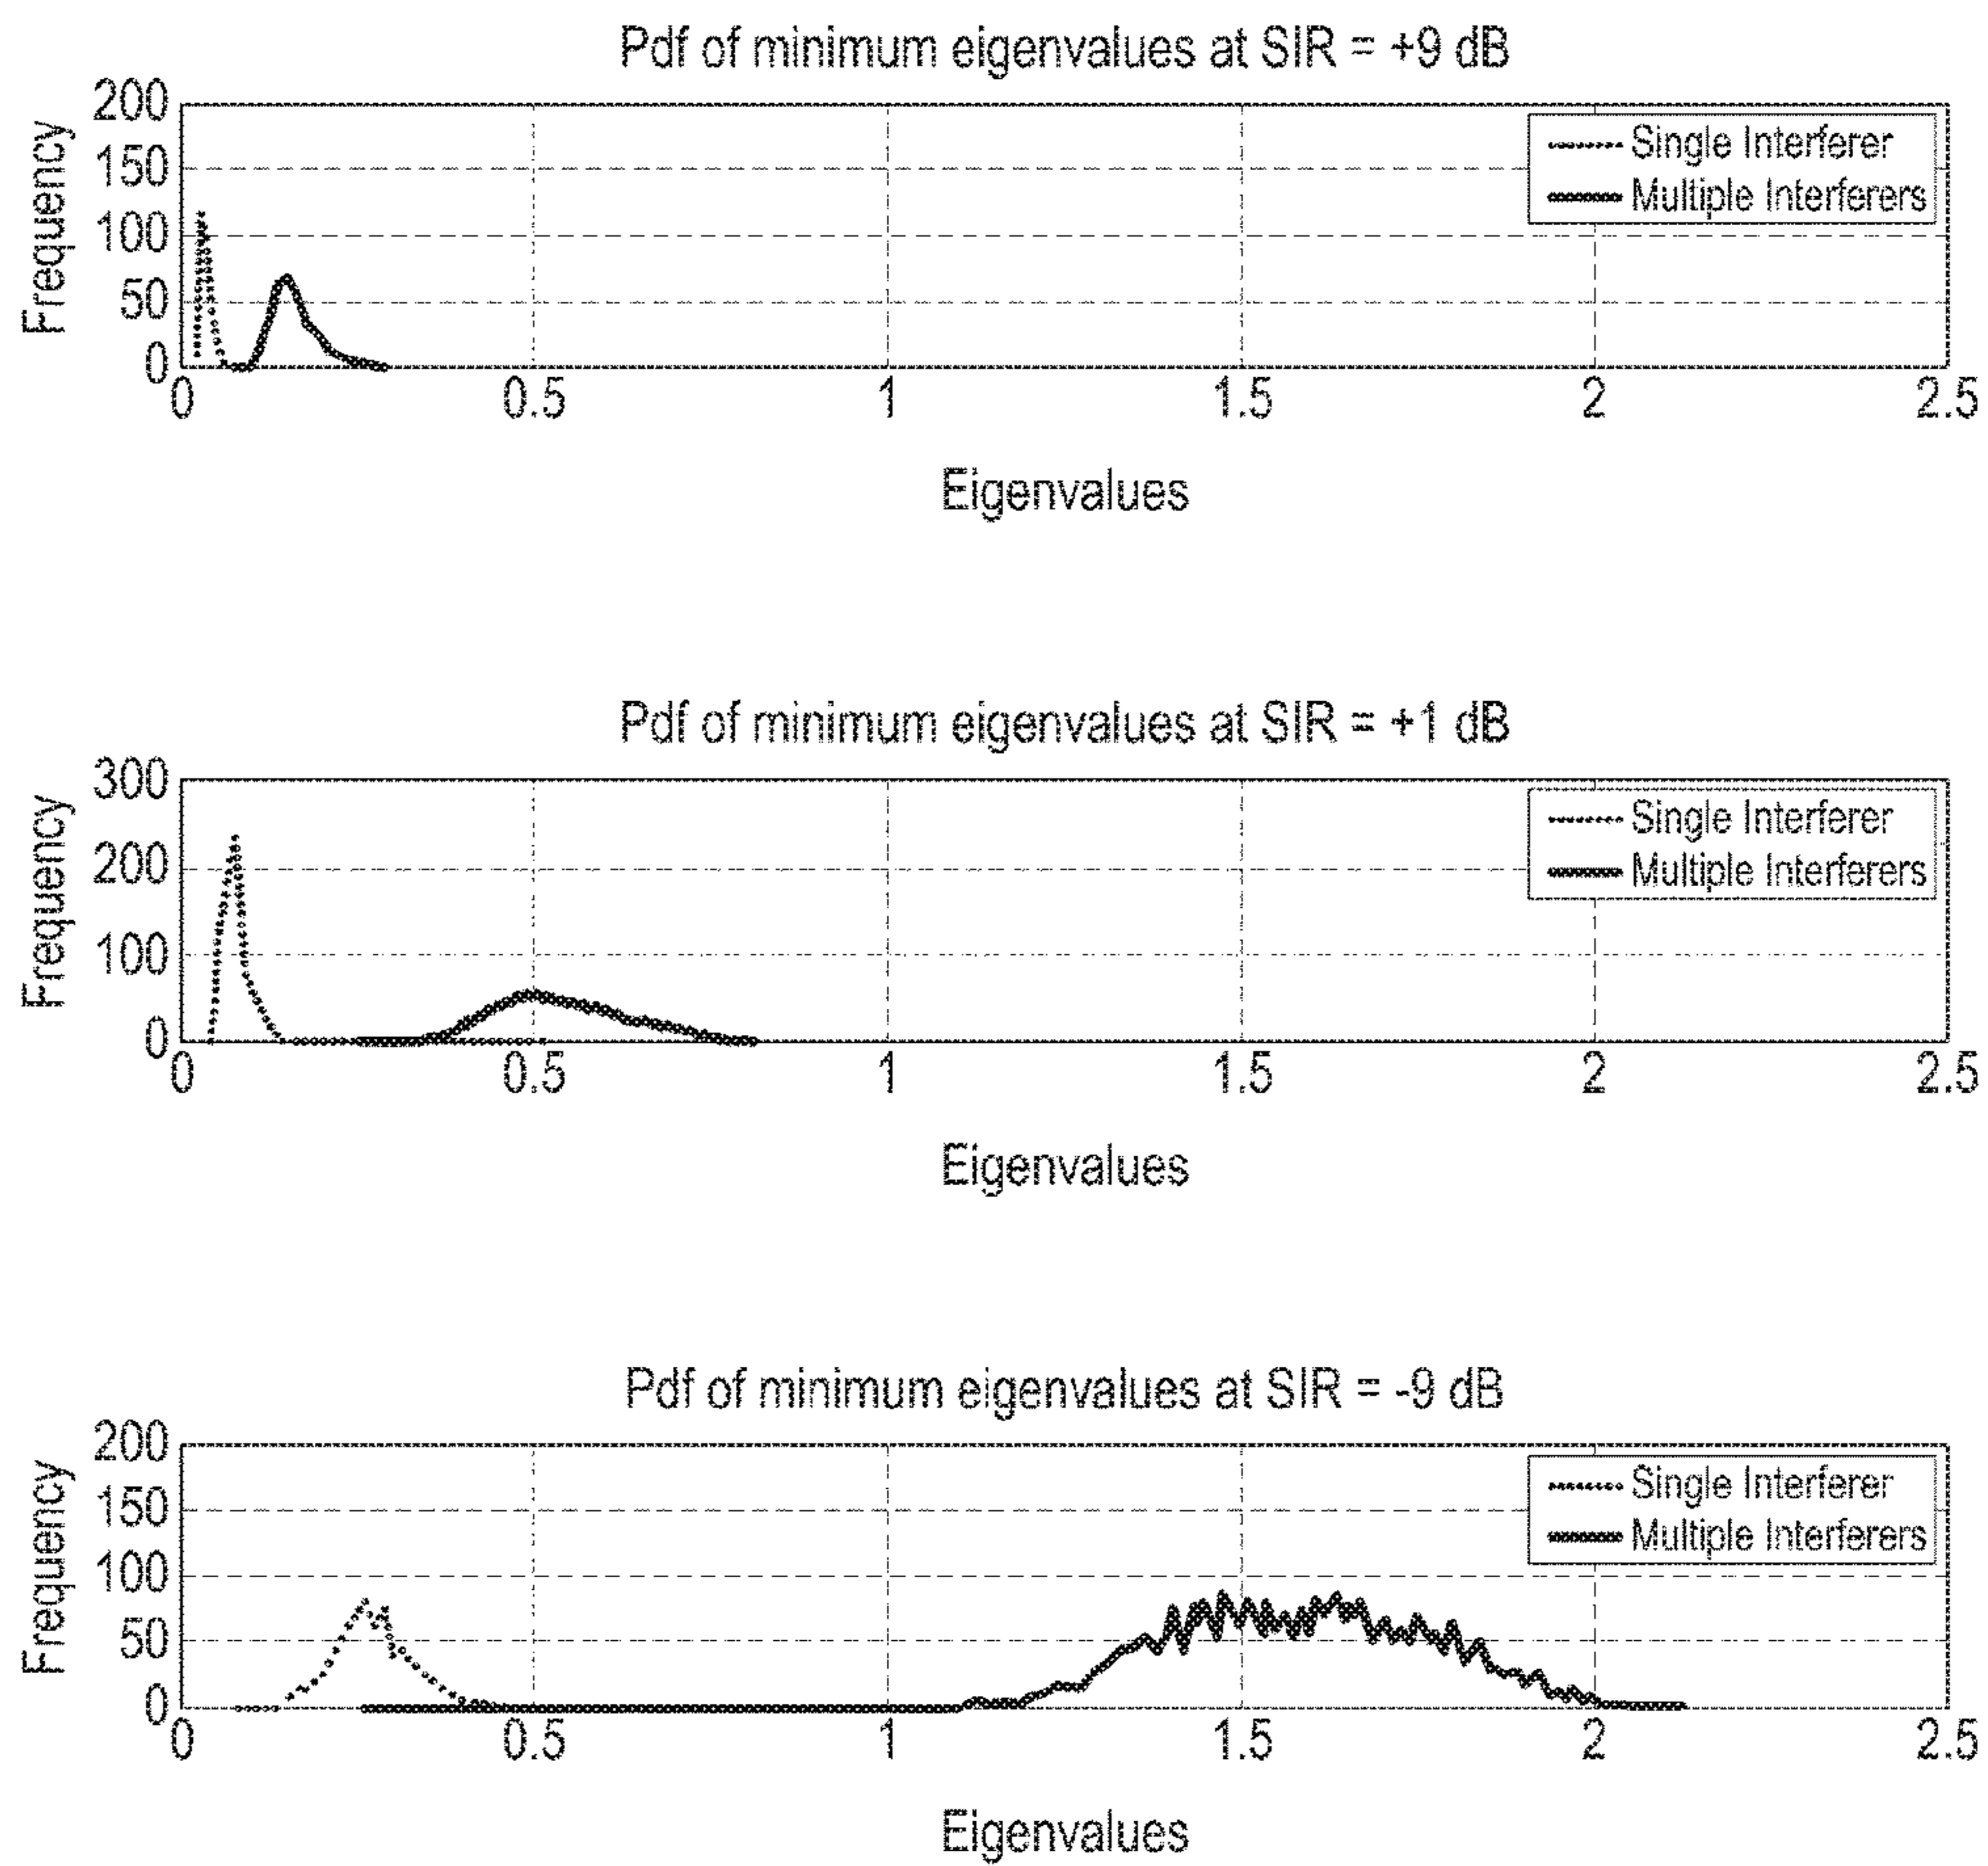 Pdf of minimum eigenvalues at SIR = +9 dB
Frequency
200
150
100
50
0
Single Interferer
Multiple Interferers
0 0.5 1 1.5 2 2.5
Eigenvalues
Pdf of minimum eigenvalues at SIR = +1 dB
Frequency
300
200
100
0
Single Interferer
Multiple Interferers
0 0.5 1 1.5 2 2.5
Eigenvalues
Pdf of minimum eigenvalues at SIR = -9 dB
Frequency
200
150
100
50
0
Single Interferer
Multiple Interferers
0 0.5 1 1.5 2 2.5
Eigenvalues